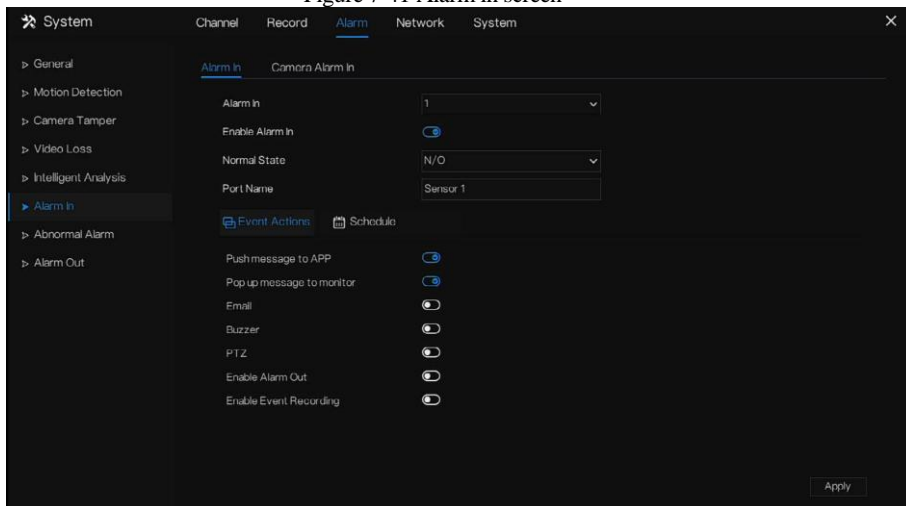 Figure 7-41 Alarm in screen
System Channel Record Alarm Network System
General
Alarm In Camera Alarm In
Motion Detection
Alarm In 1
Camera Tamper
Enable Alarm In
Video Loss
Normal State N/O
Intelligent Analysis
Port Name Sensor 1
Alarm In
Event Actions Schedule
Abnormal Alarm
Alarm Out
Push message to APP
Pop up message to monitor
Email
Buzzer
PTZ
Enable Alarm Out
Enable Event Recording
Apply